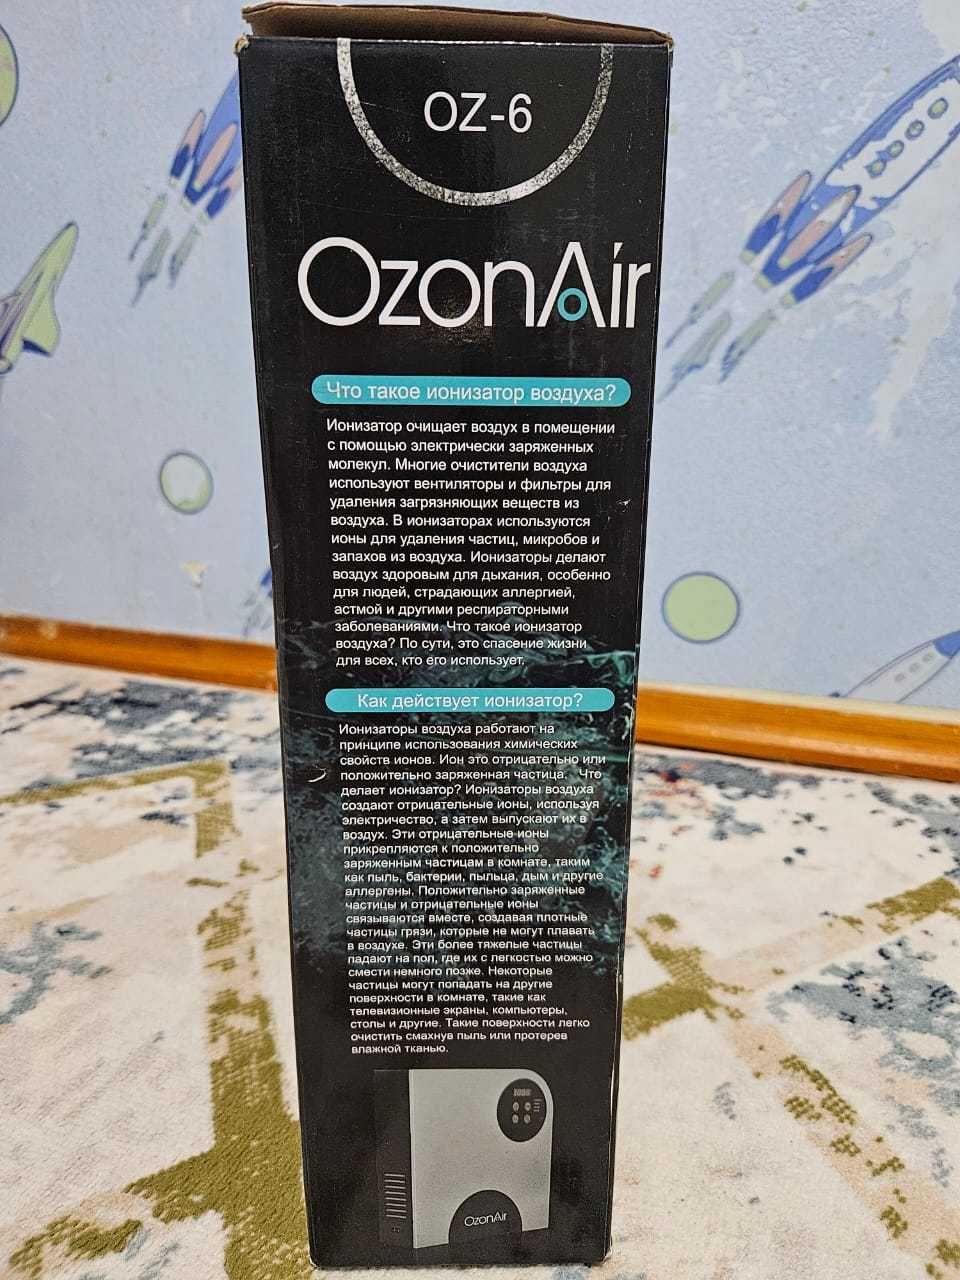 OZ-6
OzonAir
Что такое ионизатор воздуха?
Ионизатор очищает воздух в помещении
с помощью электрически заряженных
молекул. Многие очистители воздуха
используют вентиляторы и фильтры для
удаления загрязняющих веществ из
воздуха. В ионизаторах используются
ионы для удаления частиц, микробов и
запахов из воздуха. Ионизаторы делают
воздух здоровым для дыхания, особенно
для людей, страдающих аллергией,
астмой и другими респираторными
заболеваниями. Что такое ионизатор
воздуха? По сути, это спасение жизни
для всех, кто его использует.
Как действует ионизатор?
Ионизаторы воздуха работают на
принципе использования химических
свойств ионов. Ион это отрицательно или
положительно заряженная частица. Что
делает ионизатор? Ионизаторы воздуха
создают отрицательные ионы, используя
электричество, а затем выпускают их в
воздух. Эти отрицательные ионы
прикрепляются к положительно
заряженным частицам в комнате, таким
как пыль, бактерии, пыльца, дым и другие
аллергены. Положительно заряженные
частицы и отрицательные ионы
связываются вместе, создавая плотные
частицы грязи, которые не могут плавать
в воздухе. Эти более тяжелые частицы
падают на пол, где их с легкостью можно
смести немного позже. Некоторые
частицы могут попадать на другие
поверхности в комнате, такие как
телевизионные экраны, компьютеры,
столы и другие. Такие поверхности легко
очистить смахнув пыль или протерев
влажной тканью.
OzonAir